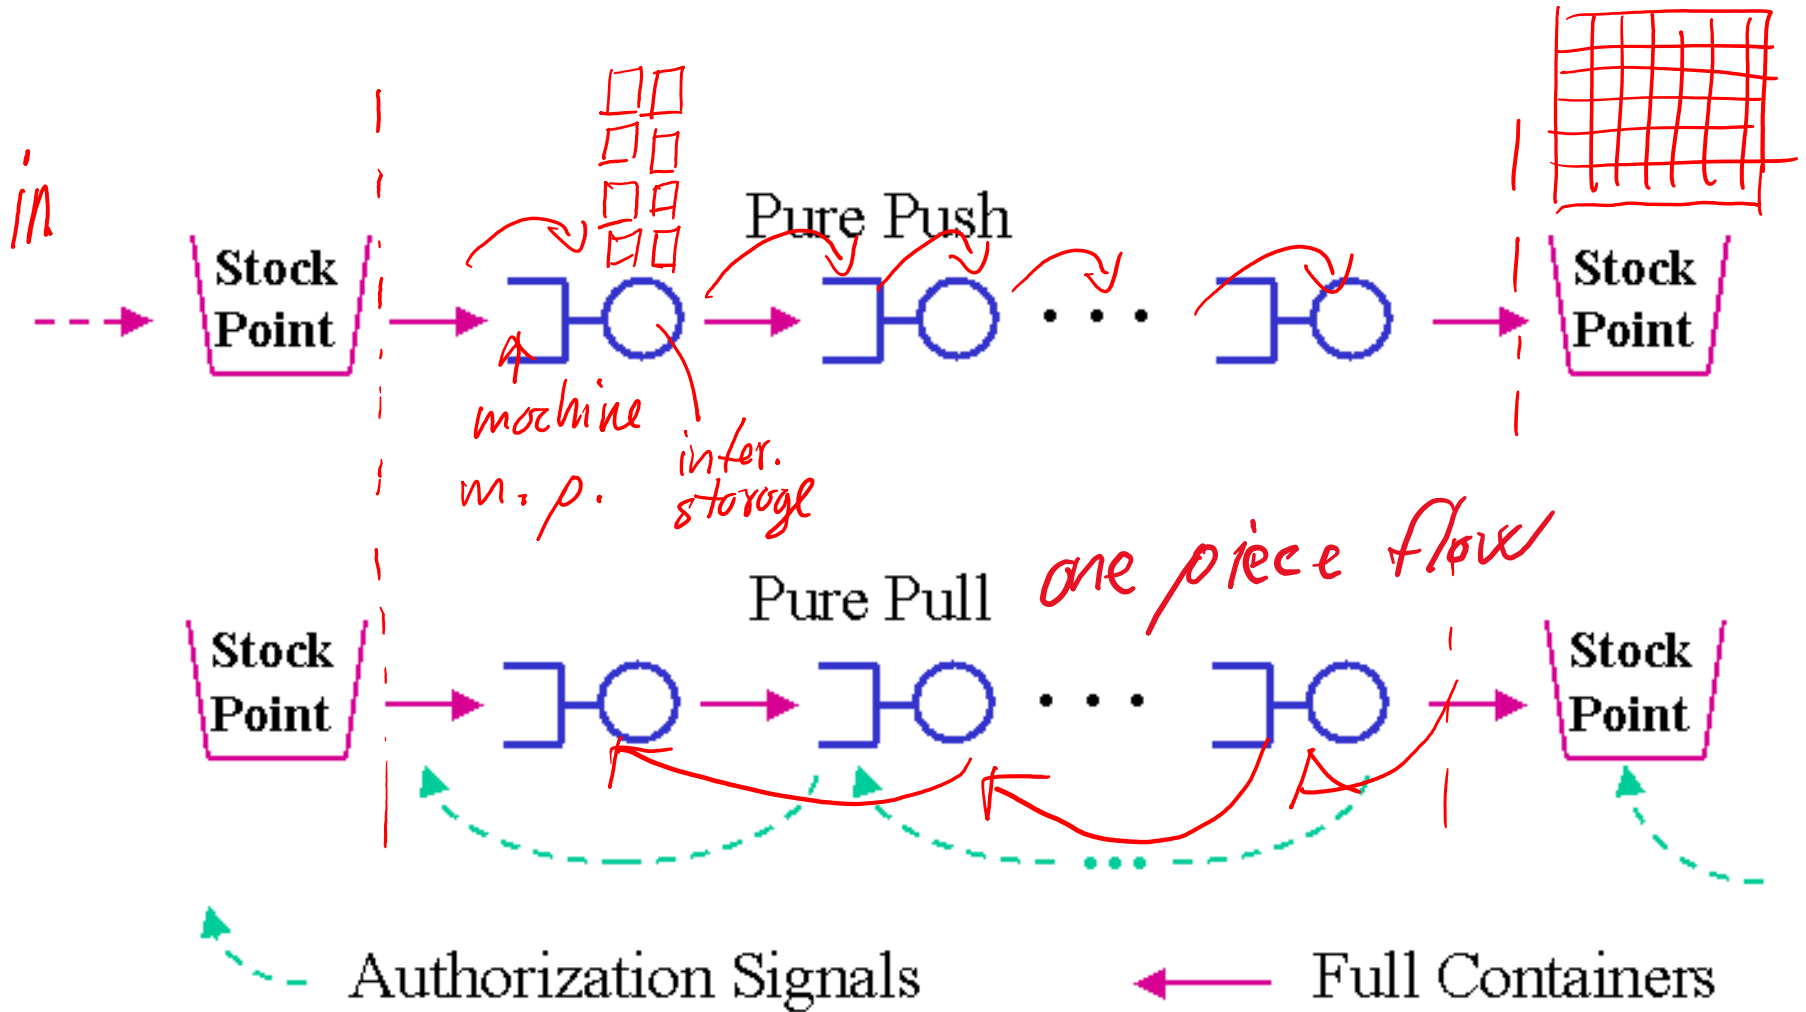 in
Pure Push
Stock
Point
Stock
Point
machine
m. p.
inter.
storage
one piece flow
Pure Pull
Stock
Point
Stock
Point
Authorization Signals
Full Containers